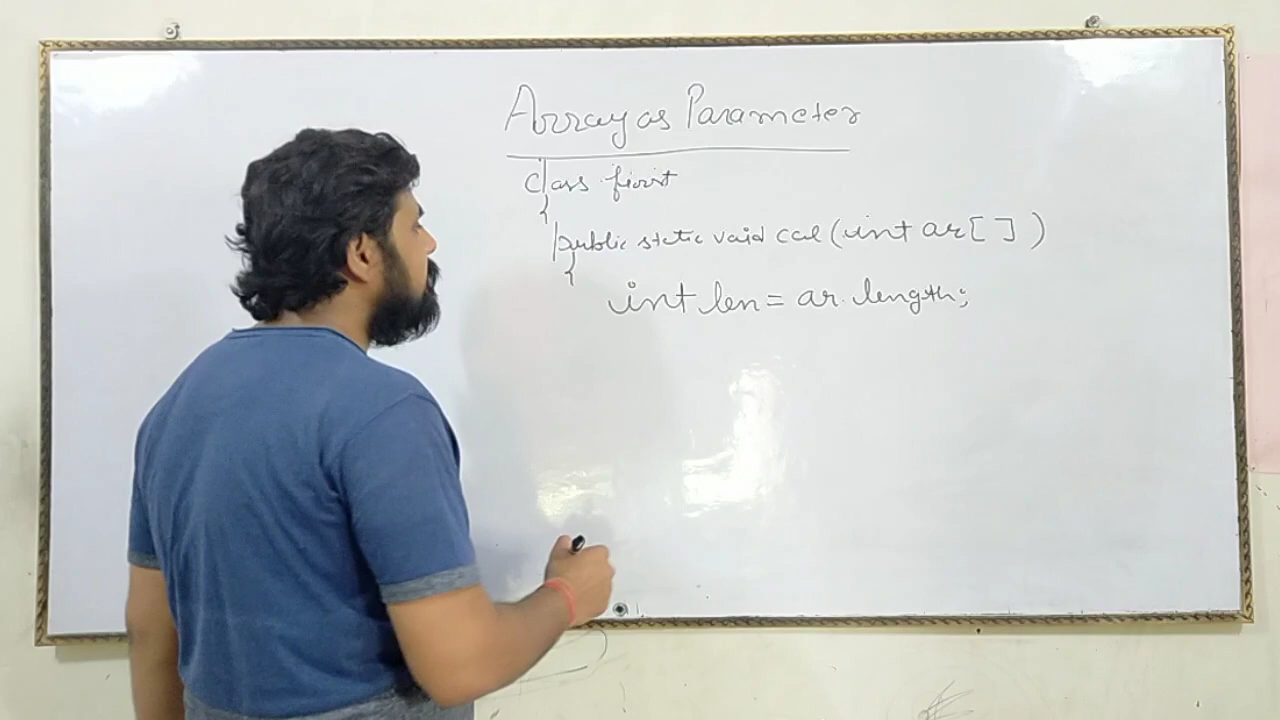 Array as Parameter
class first
{
public static void cal (int ar[ ] )
{
int len = ar.length;